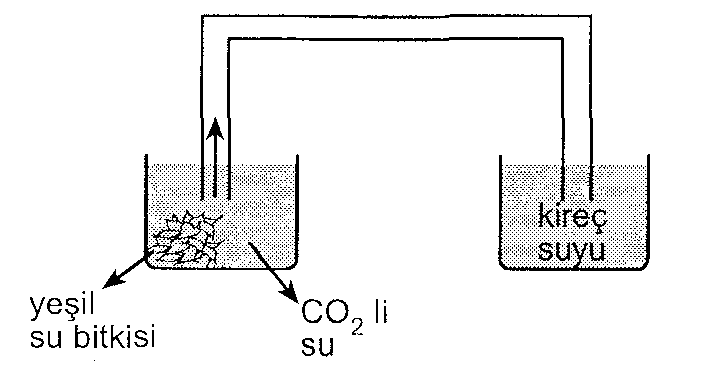 kireç
suyu
yeşil
su bitkisi
CO₂ li
su